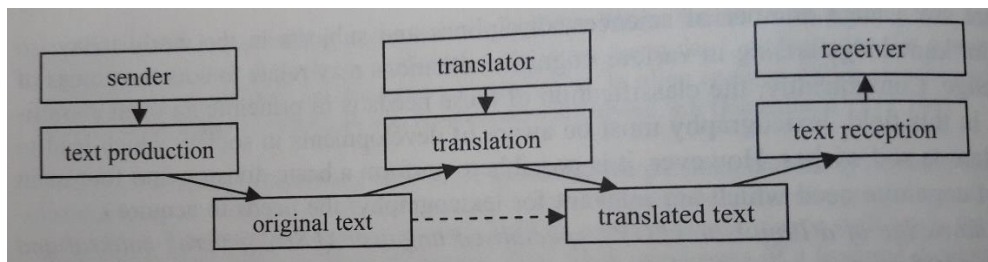 sender
translator
receiver
text production
translation
text reception
original text
translated text